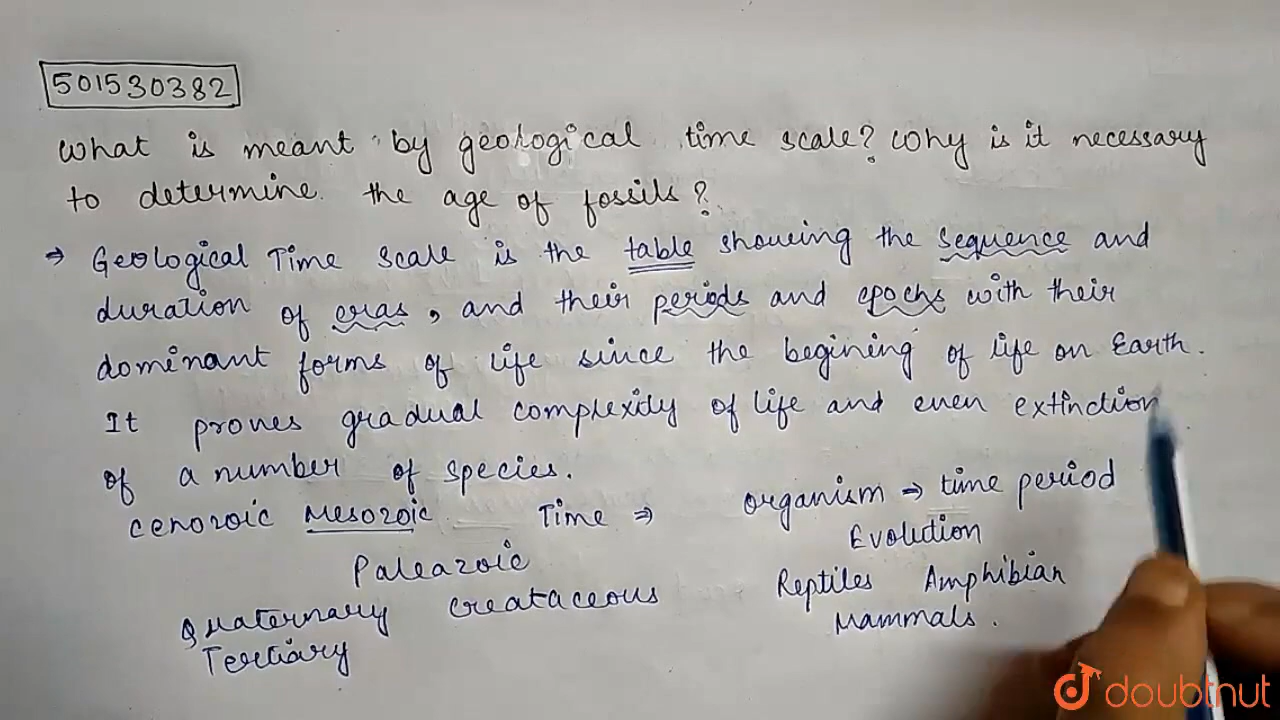 501530382
What is meant by geological time scale? Why is it necessary
to determine the age of fossils?
→ Geological Time Scale is the table showing the sequence and
duration of eras, and their periods and epochs with their
dominant forms of life since the begining of life on Earth.
It proves gradual complexity of life and even extinction
of a number of species.
Cenozoic Mesozoic Time ⇒ organism → time period
Evolution
Paleazoic
Reptiles Amphibian
Quaternary Creataceous
Mammals.
Tertiary
doubtnut